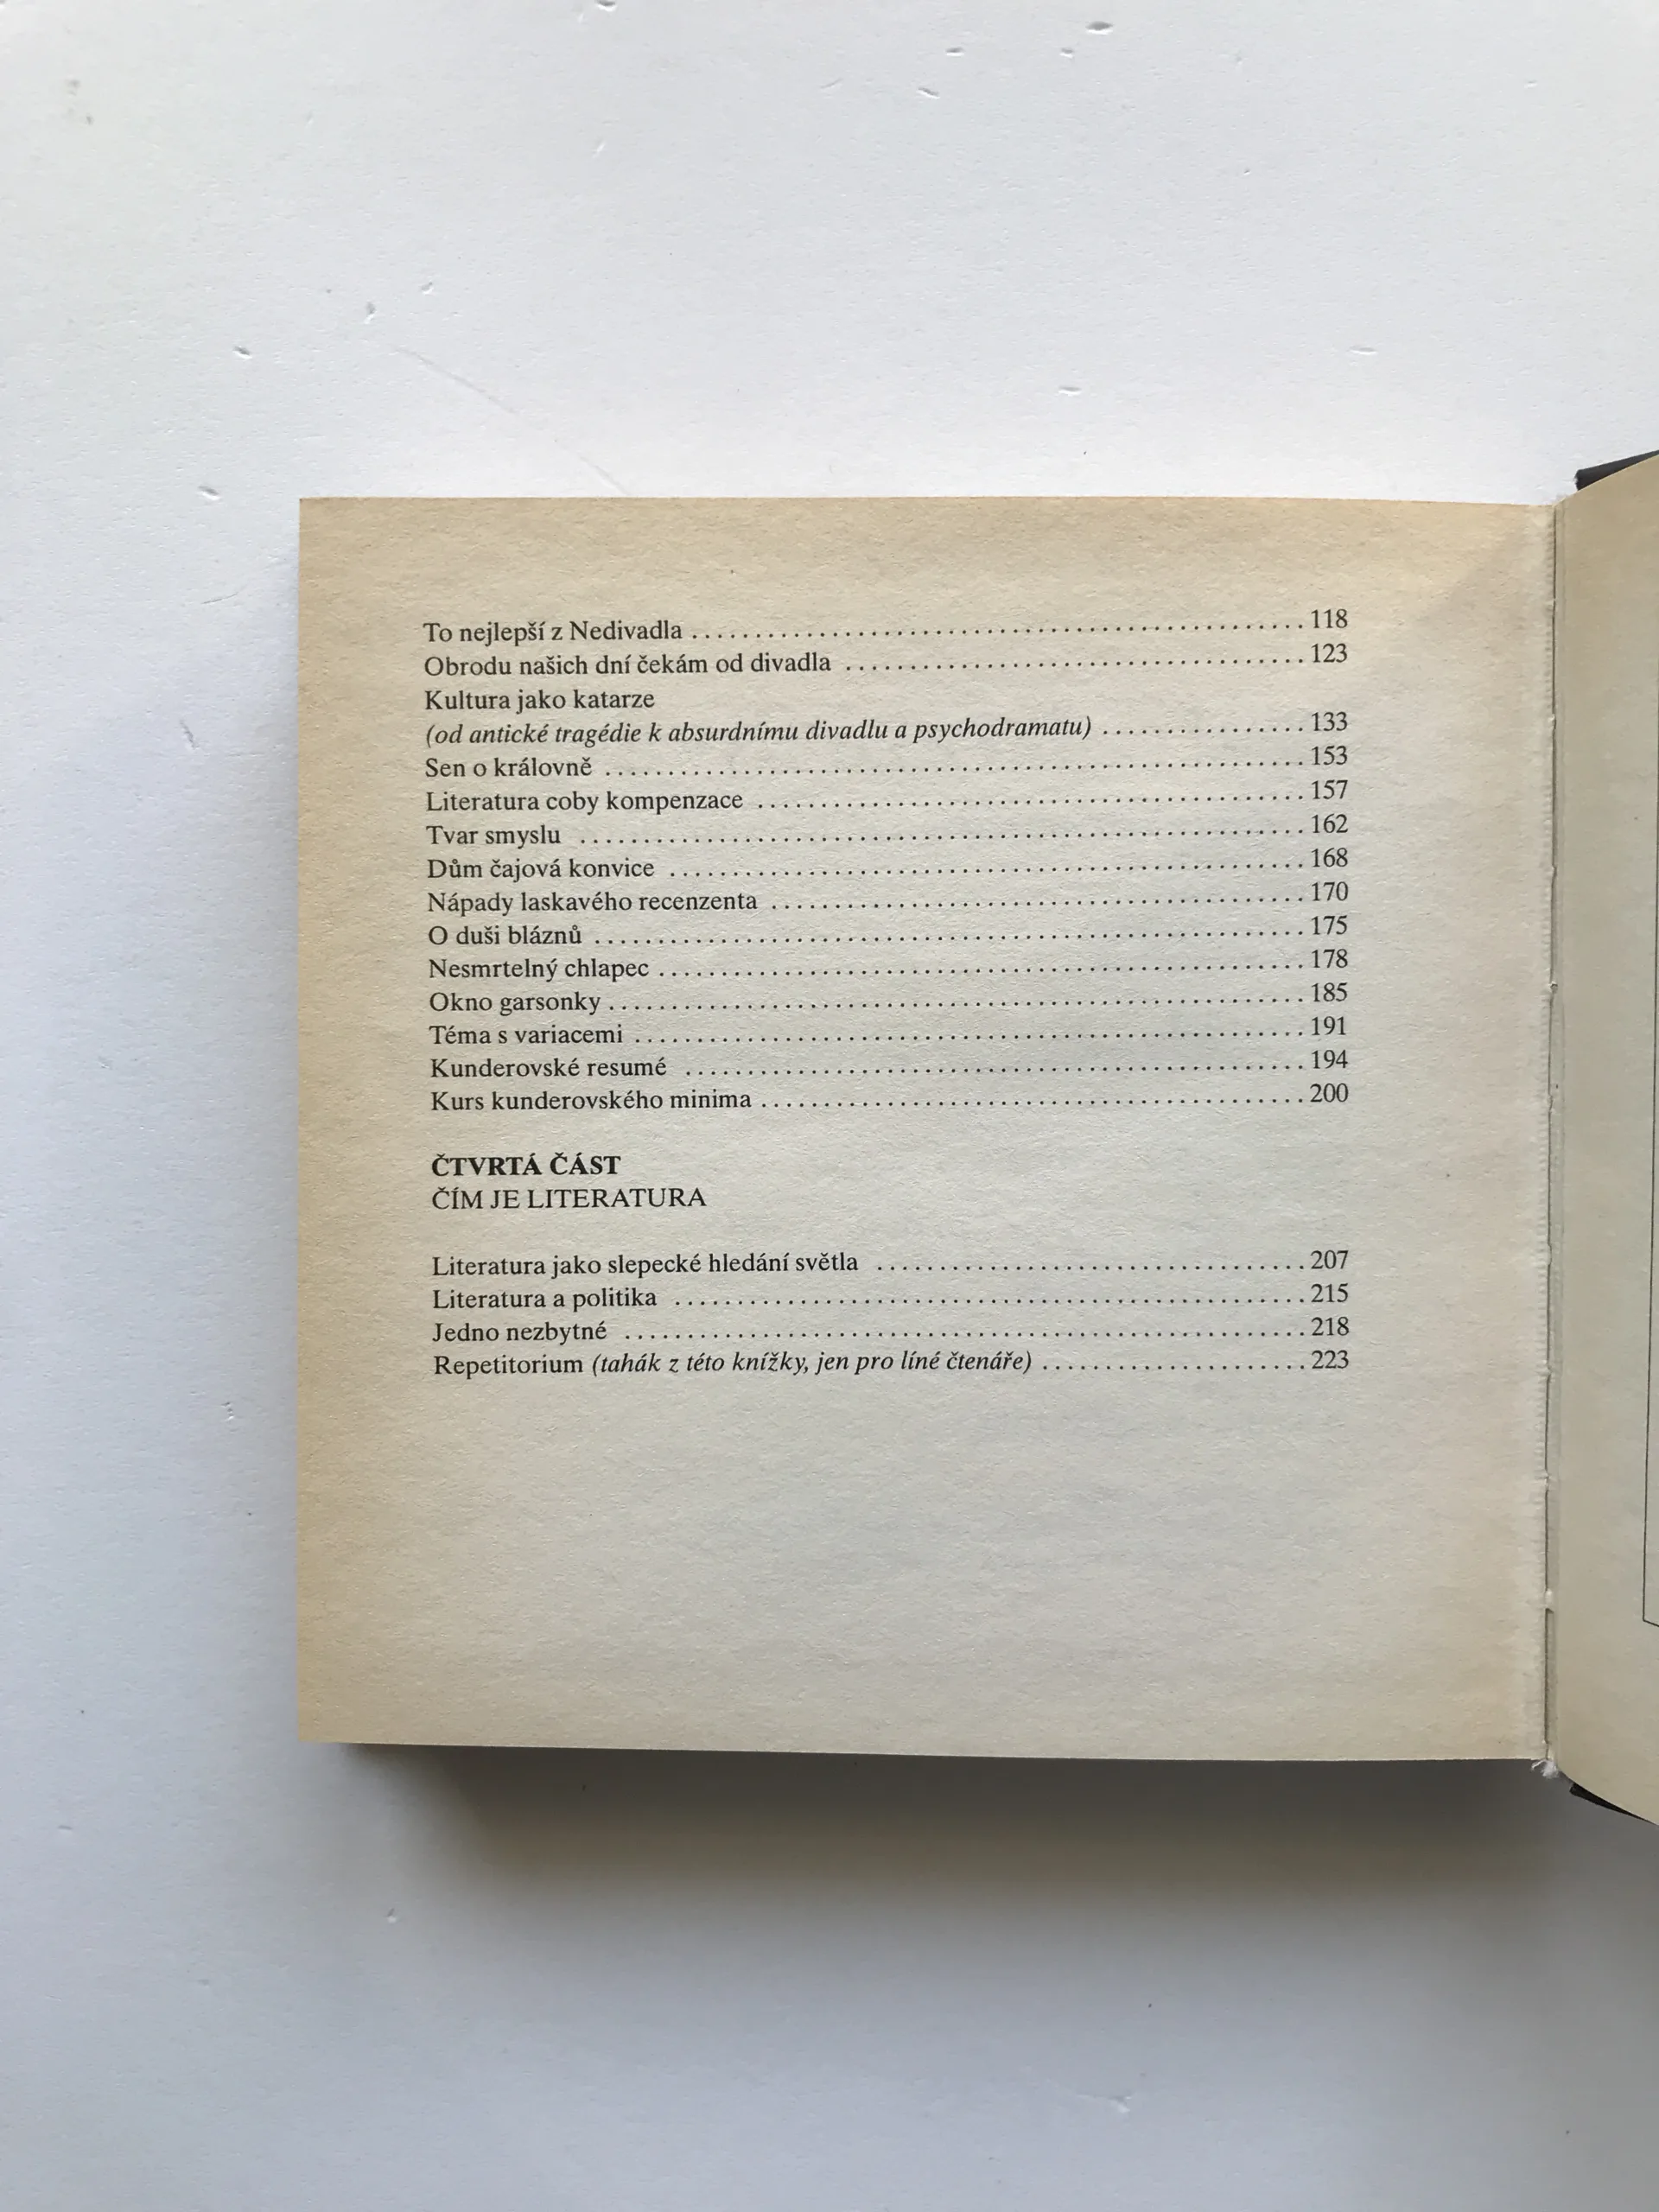 To nejlepší z Nedivadla ........................................ 118
Obrodu našich dní čekám od divadla .............................. 123
Kultura jako katarze
(od antické tragédie k absurdnímu divadlu a psychodramatu) ................ 133
Sen o královně ........................................ 153
Literatura coby kompenzace ........................................ 157
Tvar smyslu ........................................ 162
Dům čajová konvice ........................................ 168
Nápady laskavého recenzenta ........................................ 170
O duši bláznů ........................................ 175
Nesmrtelný chlapec ........................................ 178
Okno garsonky ........................................ 185
Téma s variacemi ........................................ 191
Kunderovské resumé ........................................ 194
Kurs kunderovského minima ........................................ 200
ČTVRTÁ ČÁST
ČÍM JE LITERATURA
Literatura jako slepecké hledání světla .............................. 207
Literatura a politika ........................................ 215
Jedno nezbytné ........................................ 218
Repetitorium (tahák z této knížky, jen pro líné čtenáře) ..................... 223